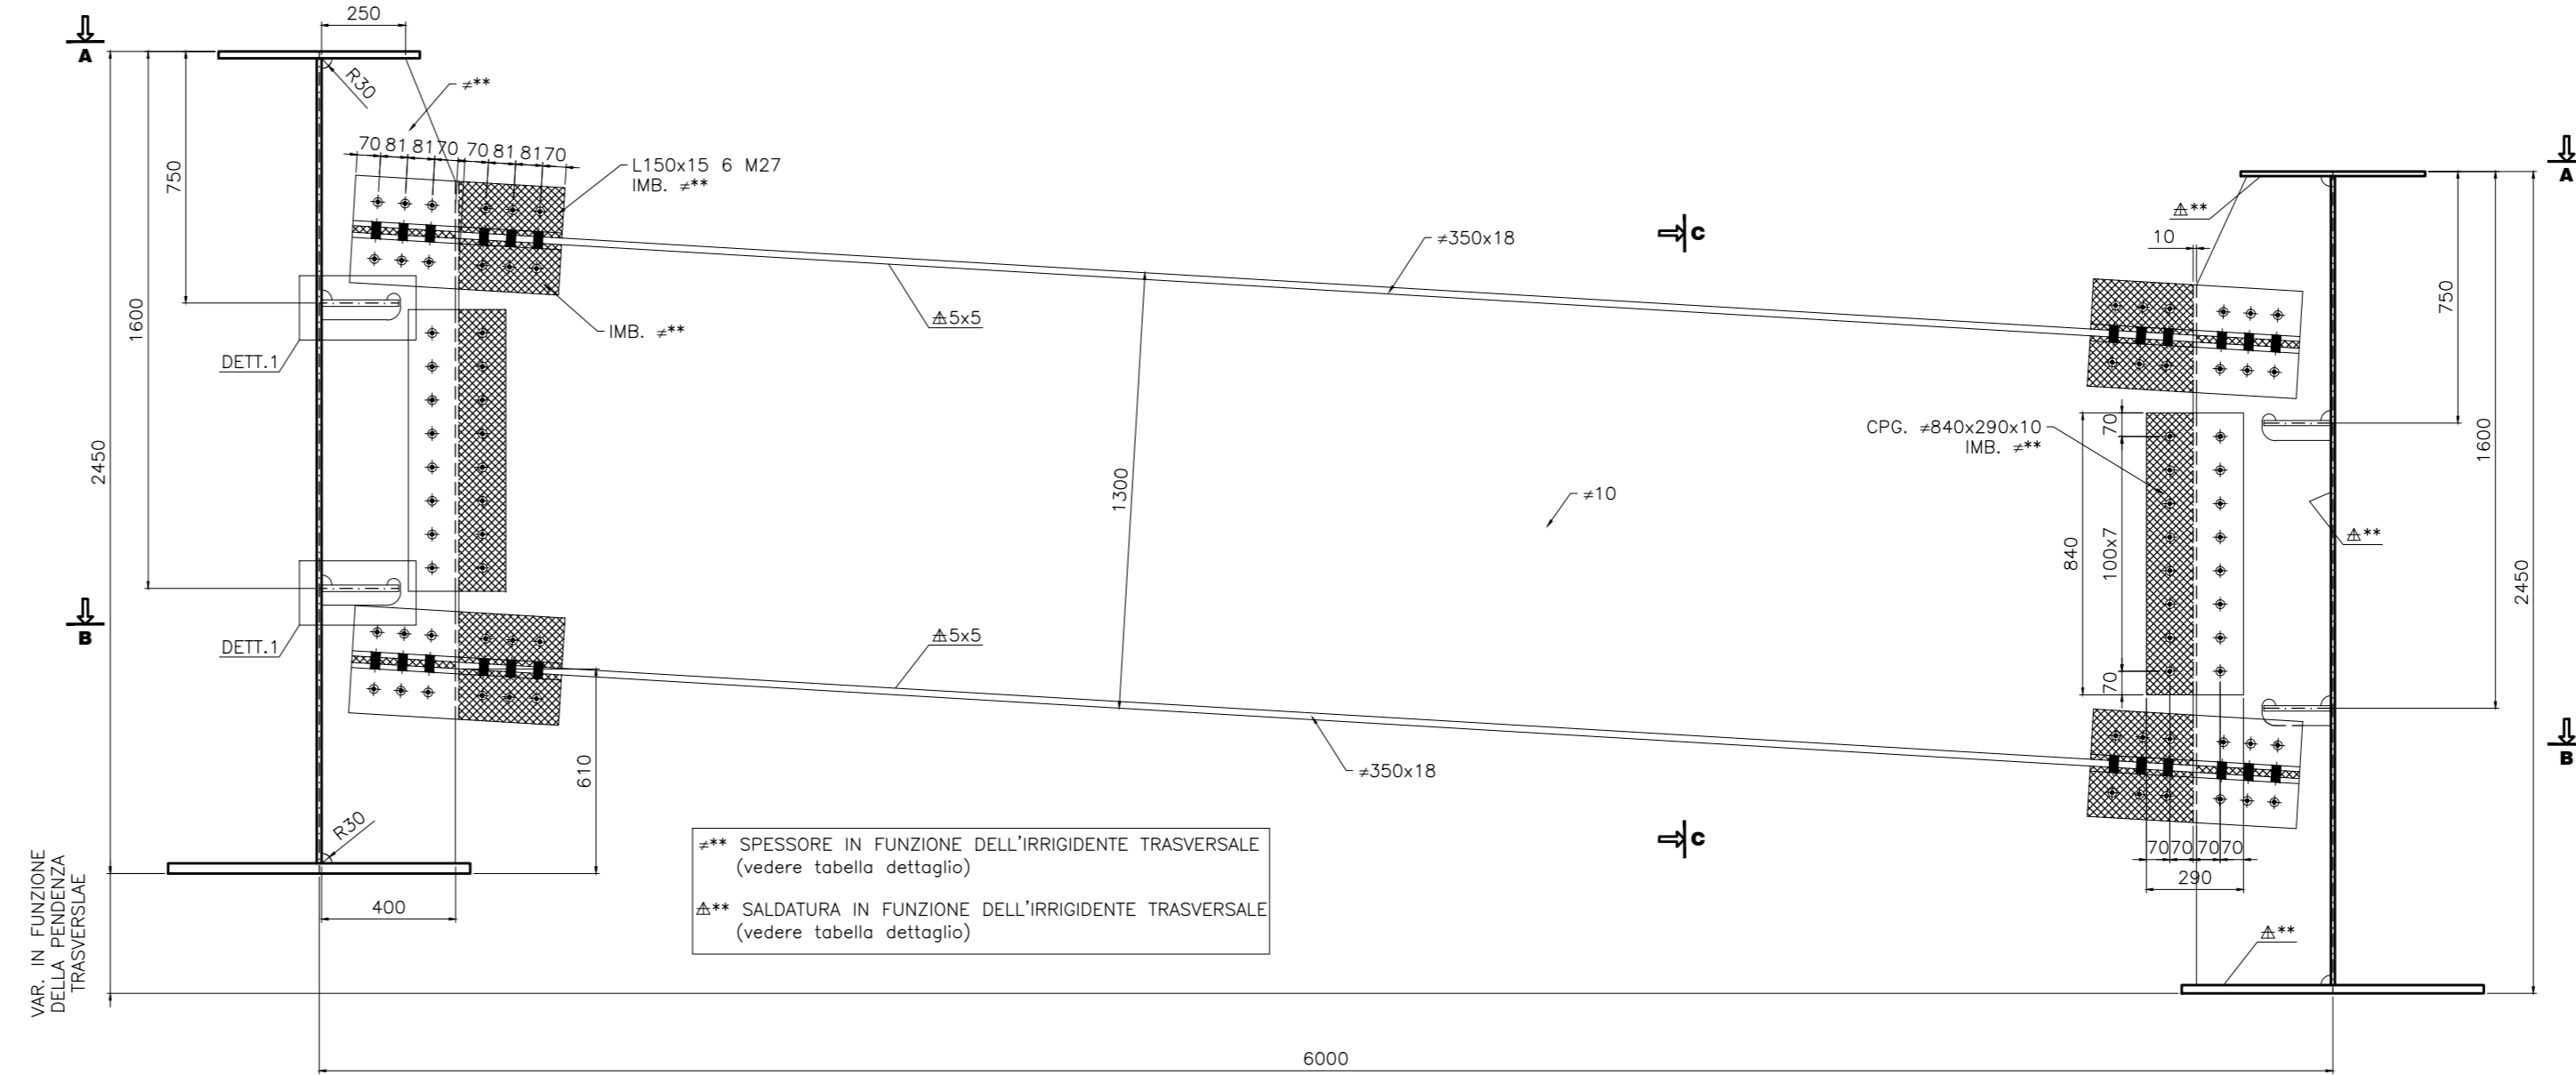 250
A
R30
≠**
70 81 81 70 70 81 81 70
L150x15 6 M27
IMB. ≠**
750
1600
2450
DETT.1
IMB. ≠**
⧋5x5
≠350x18
C
1300
≠10
⧋**
10
A
750
1600
2450
CPG. ≠840x290x10
IMB. ≠**
70
840
100x7
70
⧋**
B
DETT.1
⧋5x5
610
≠350x18
C
B
70 70 70 70
290
R30
400
≠** SPESSORE IN FUNZIONE DELL'IRRIGIDENTE TRASVERSALE
(vedere tabella dettaglio)
⧋** SALDATURA IN FUNZIONE DELL'IRRIGIDENTE TRASVERSALE
(vedere tabella dettaglio)
⧋**
VAR. IN FUNZIONE
DELLA PENDENZA
TRASVERSLAE
6000